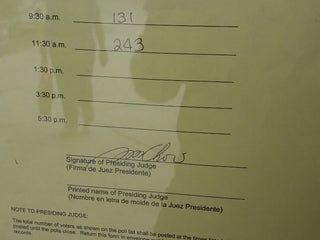 9:30 a.m. 131
11:30 a.m. 243
1:30 p.m.
3:30 p.m.
5:30 p.m.
Signature of Presiding Judge
(Firma de Juez Presidente)
Printed name of Presiding Judge
(Nombre en letra de molde de la Juez Presidente)
NOTE TO PRESIDING JUDGE:
The total number of voters as shown on the poll list shall be posted at the times
posted until the polls close. Return this form in envelope
records.